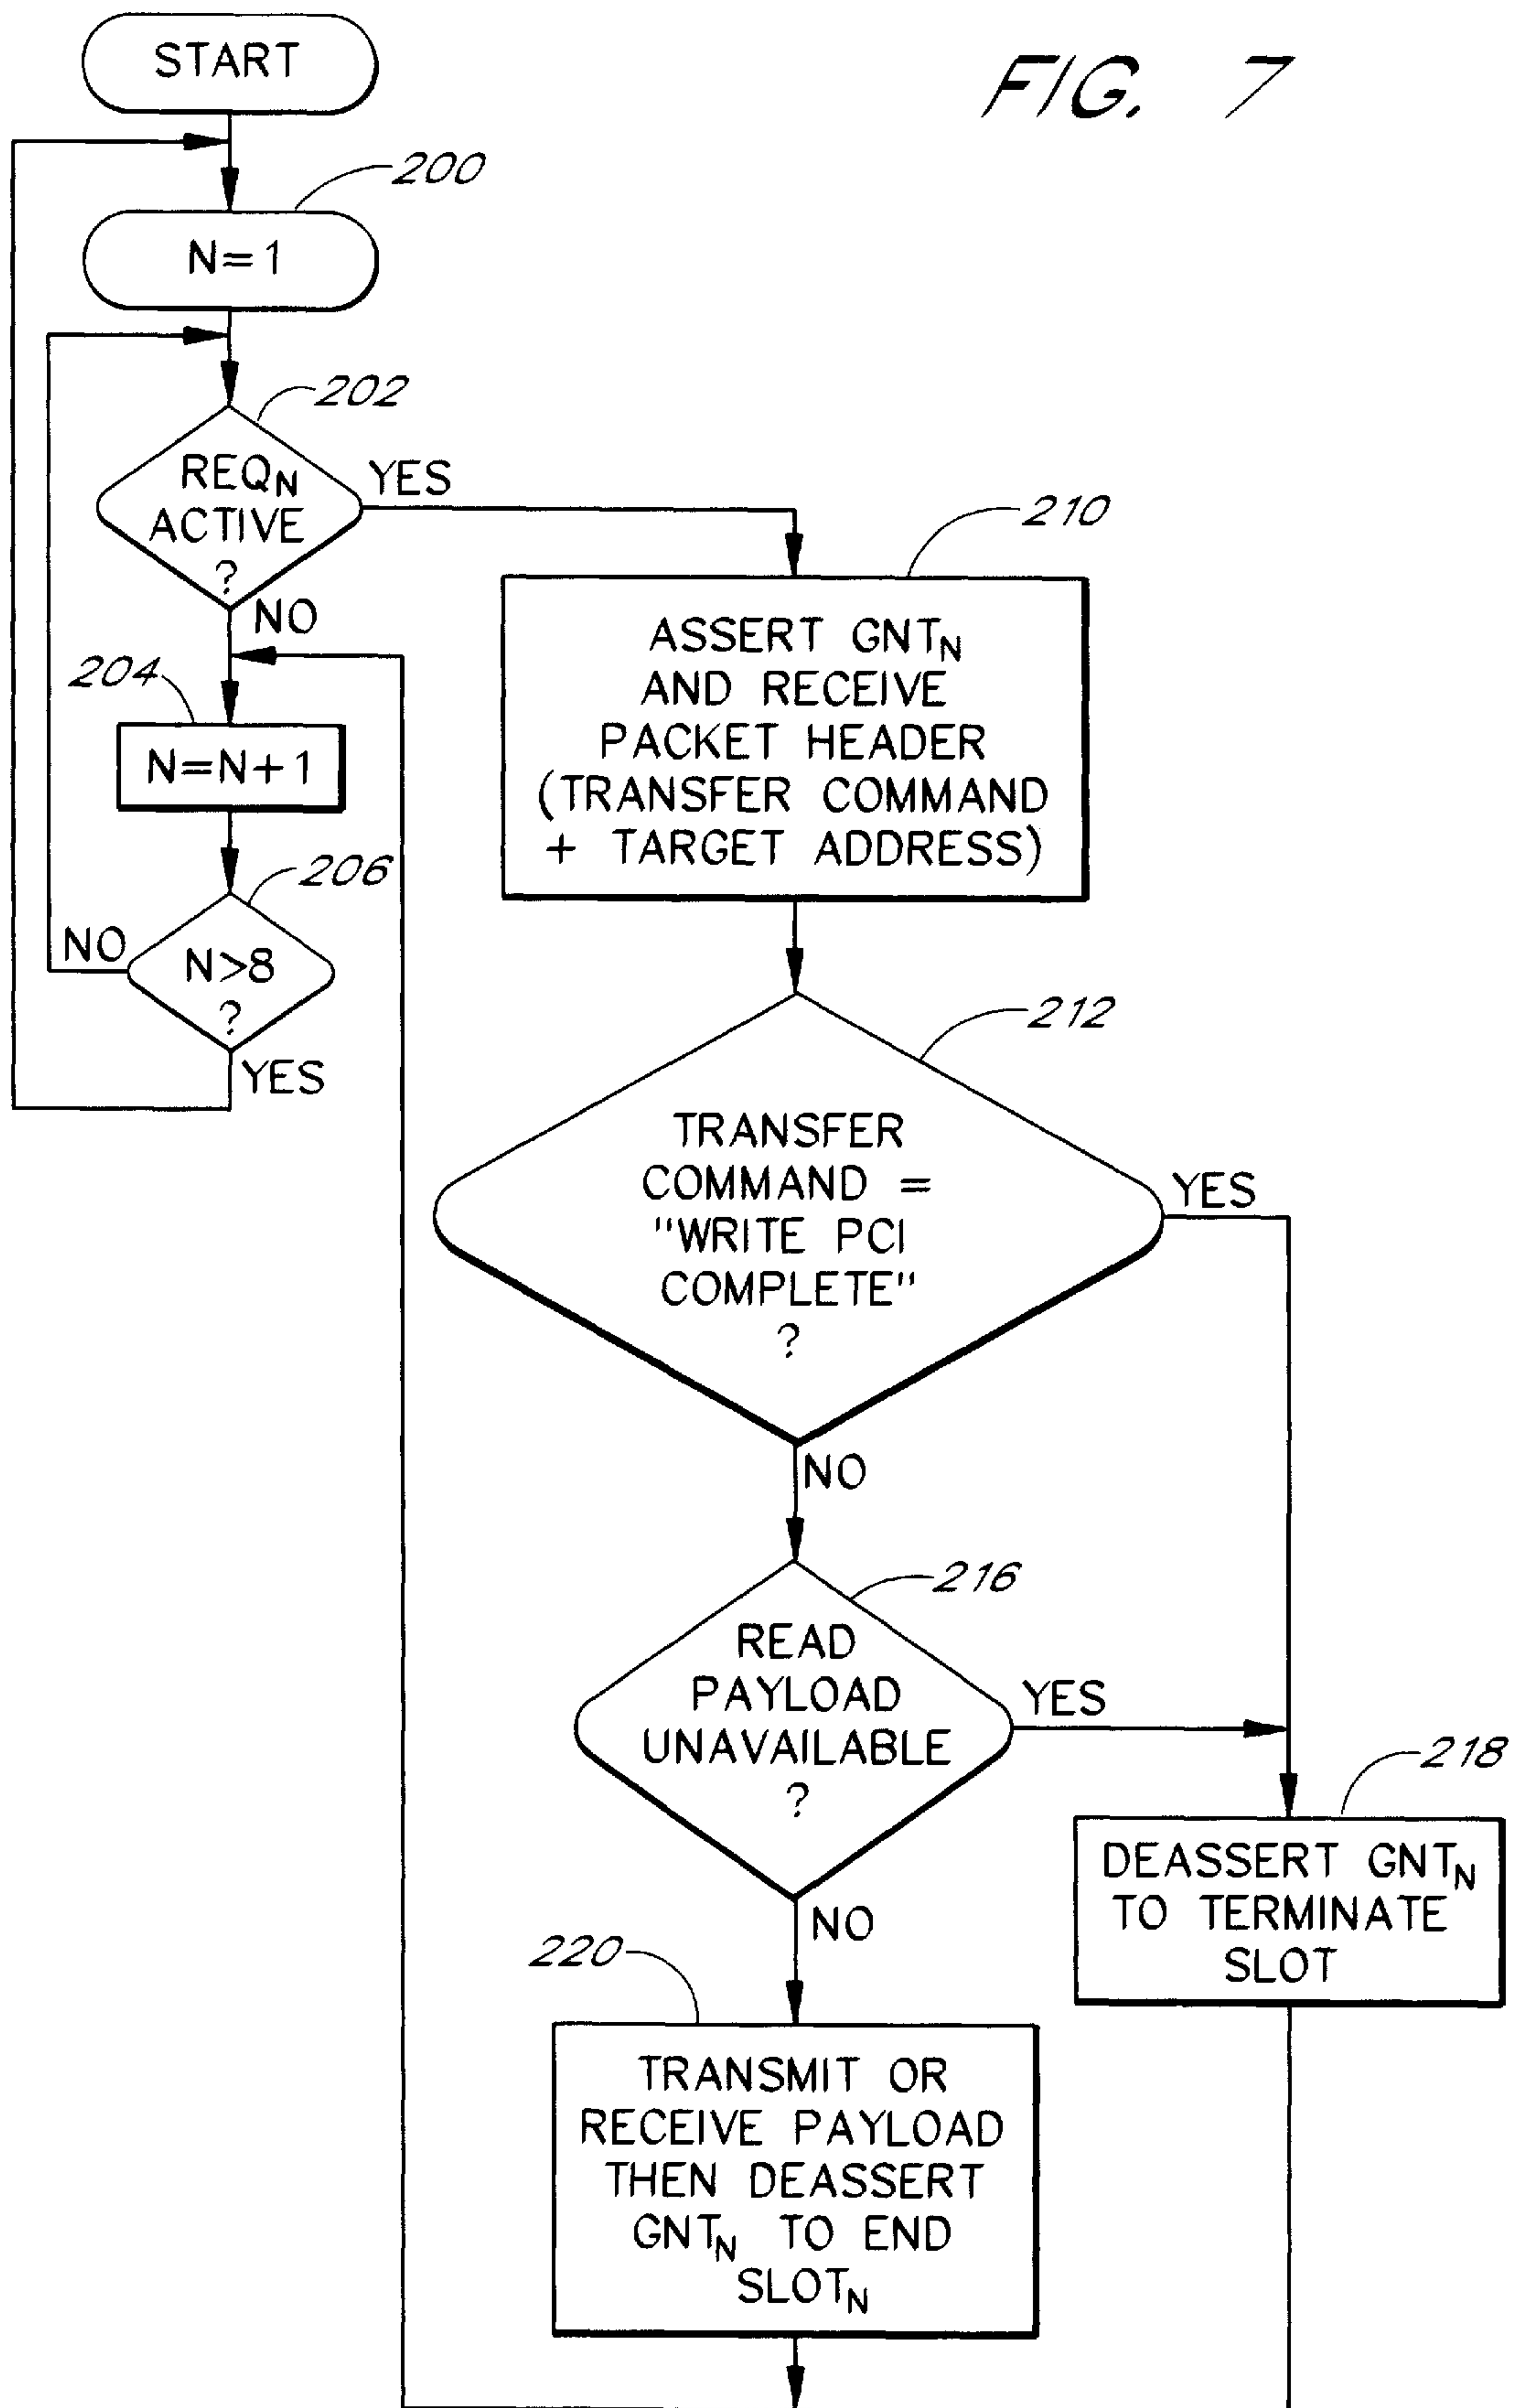 FIG. 7
START
200
N=1
202
REQN
ACTIVE
?
YES
NO
204
N=N+1
206
NO
N>8
?
YES
210
ASSERT GNTN
AND RECEIVE
PACKET HEADER
(TRANSFER COMMAND
+ TARGET ADDRESS)
212
TRANSFER
COMMAND =
"WRITE PCI
COMPLETE"
?
YES
NO
216
READ
PAYLOAD
UNAVAILABLE
?
YES
NO
218
DEASSERT GNTN
TO TERMINATE
SLOT
220
TRANSMIT OR
RECEIVE PAYLOAD
THEN DEASSERT
GNTN TO END
SLOTN